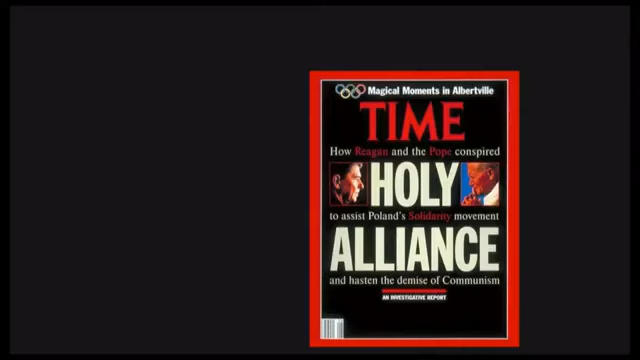 Magical Moments in Albertville
TIME
How Reagan and the Pope conspired
HOLY
to assist Poland's Solidarity movement
ALLIANCE
and hasten the demise of Communism
AN INVESTIGATIVE REPORT